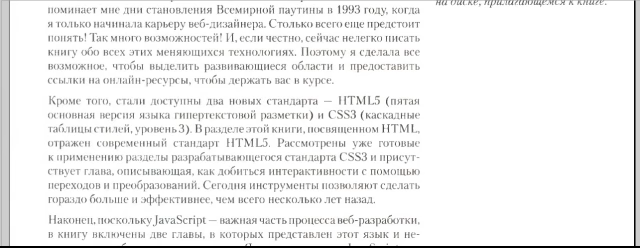 поминает мне дни становления Всемирной паутины в 1993 году, когда
я только начинала карьеру веб-дизайнера. Столько всего еще предстоит
понять! Так много возможностей! И, если честно, сейчас нелегко писать
книгу обо всех этих меняющихся технологиях. Поэтому я сделала все
возможное, чтобы выделить развивающиеся области и предоставить
ссылки на онлайн-ресурсы, чтобы держать вас в курсе.
на диске, прилагающемся к книге.
Кроме того, стали доступны два новых стандарта — HTML5 (пятая
основная версия языка гипертекстовой разметки) и CSS3 (каскадные
таблицы стилей, уровень 3). В разделе этой книги, посвященном HTML,
отражен современный стандарт HTML5. Рассмотрены уже готовые
к применению разделы разрабатывающегося стандарта CSS3 и присут-
ствует глава, описывающая, как добиться интерактивности с помощью
переходов и преобразований. Сегодня инструменты позволяют сделать
гораздо больше и эффективнее, чем всего несколько лет назад.
Наконец, поскольку JavaScript — важная часть процесса веб-разработки,
в книгу включены две главы, в которых представлен этот язык и не-